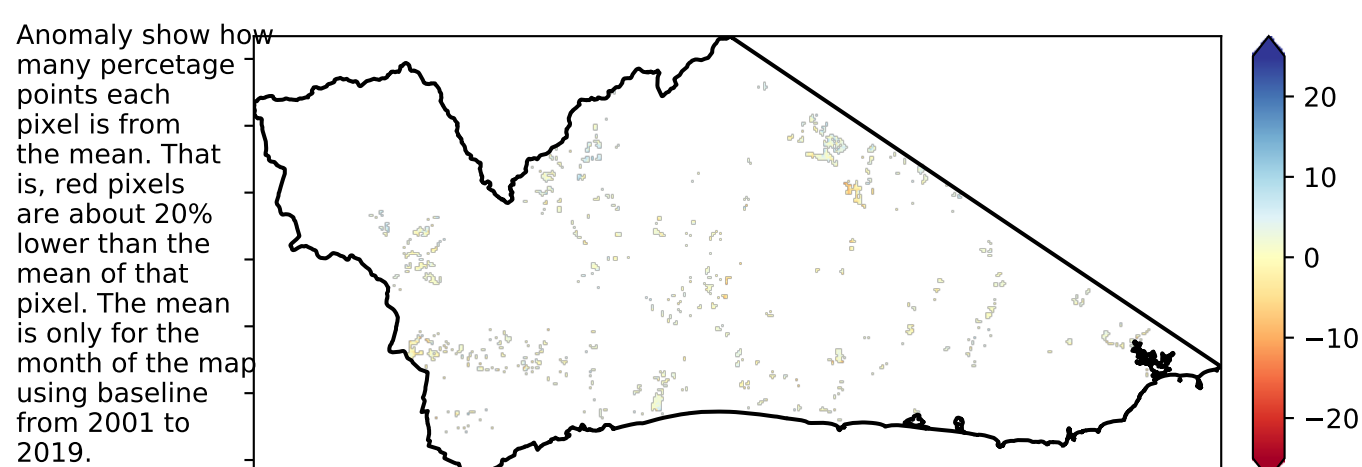 Anomaly show how
many percetage
points each
pixel is from
the mean. That
is, red pixels
are about 20%
lower than the
mean of that
pixel. The mean
is only for the
month of the map
using baseline
from 2001 to
2019.
20
10
0
−10
−20